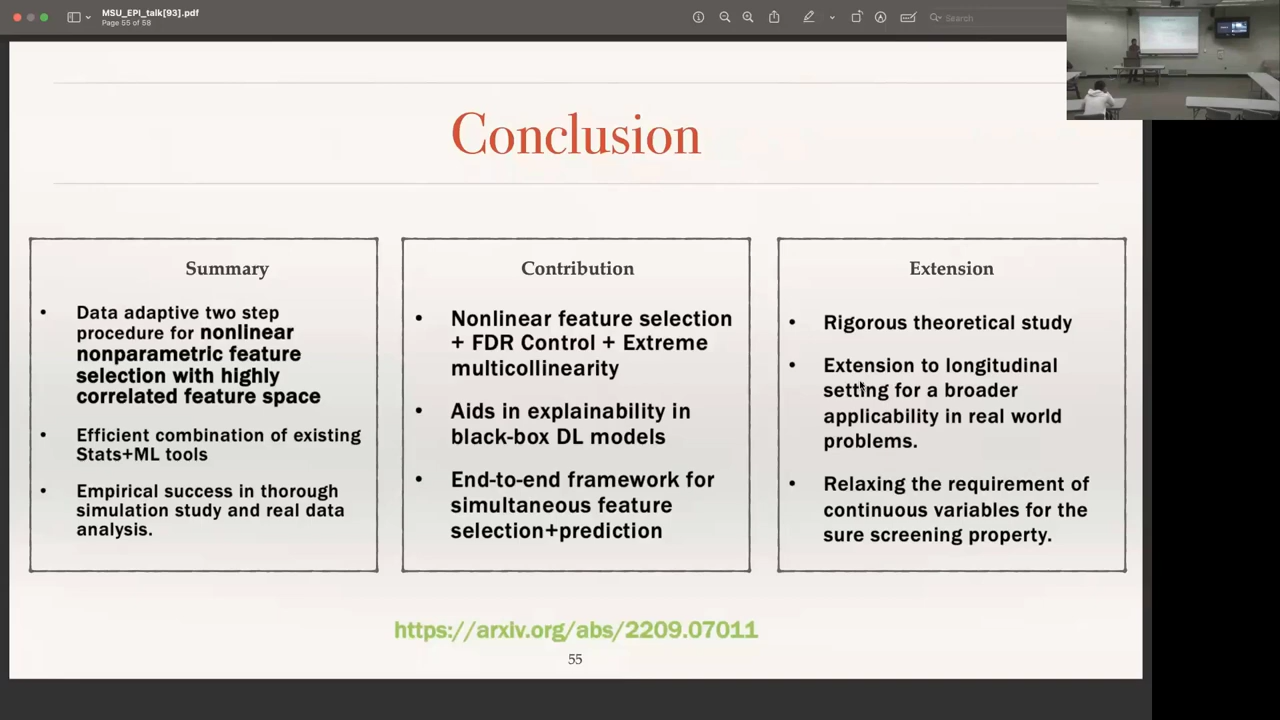 MSU_EPI_talk[93].pdf
Page 55 of 58
Search
Conclusion
Summary
• Data adaptive two step
procedure for nonlinear
nonparametric feature
selection with highly
correlated feature space
• Efficient combination of existing
Stats+ML tools
• Empirical success in thorough
simulation study and real data
analysis.
Contribution
• Nonlinear feature selection
+ FDR Control + Extreme
multicollinearity
• Aids in explainability in
black-box DL models
• End-to-end framework for
simultaneous feature
selection+prediction
Extension
• Rigorous theoretical study
• Extension to longitudinal
setting for a broader
applicability in real world
problems.
• Relaxing the requirement of
continuous variables for the
sure screening property.
https://arxiv.org/abs/2209.07011
55